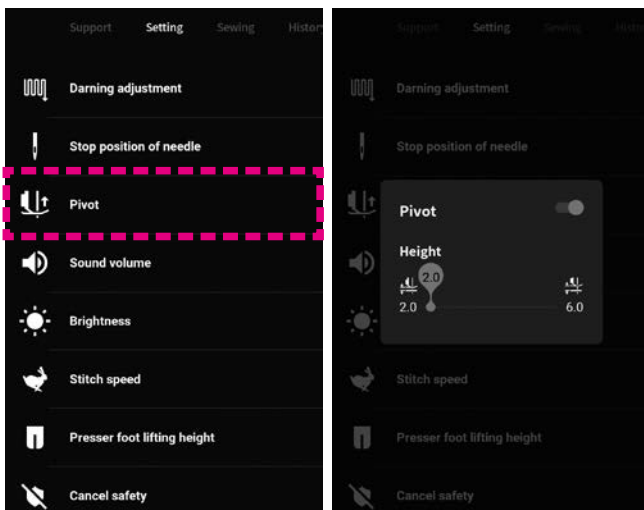 Support Setting Sewing History
Darning adjustment
Stop position of needle
Pivot
Sound volume
Brightness
Stitch speed
Presser foot lifting height
Cancel safety
Support Setting Sewing
Darning adjustment
Stop position of needle
Pivot
Height
2.0
2.0 6.0
Stitch speed
Presser foot lifting height
Cancel safety